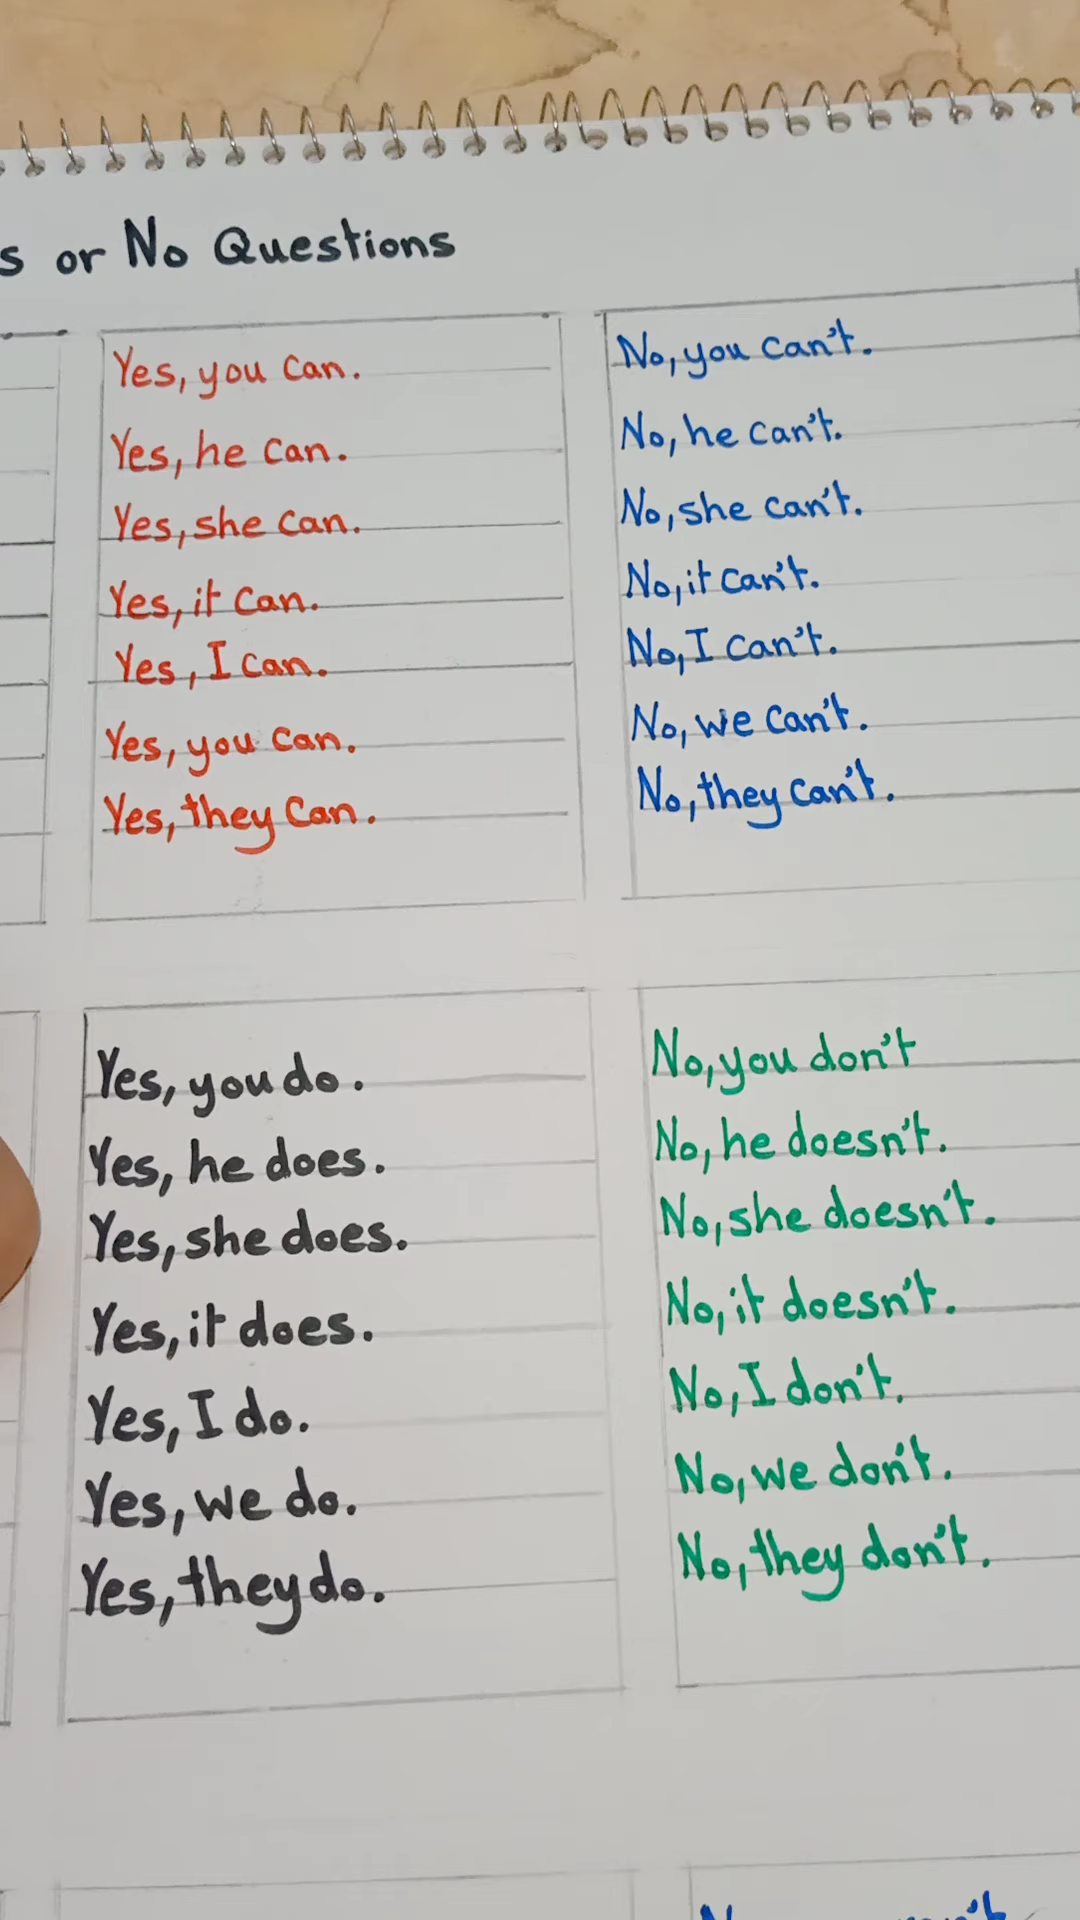 or No Questions
Yes, you can.
Yes, he can.
Yes, she can.
Yes, it can.
Yes, I can.
Yes, you can.
Yes, they can.
No, you can't.
No, he can't.
No, she can't.
No, it can't.
No, I can't.
No, we can't.
No, they can't.
Yes, you do.
Yes, he does.
Yes, she does.
Yes, it does.
Yes, I do.
Yes, we do.
Yes, they do.
No, you don't
No, he doesn't.
No, she doesn't.
No, it doesn't.
No, I don't.
No, we don't.
No, they don't.